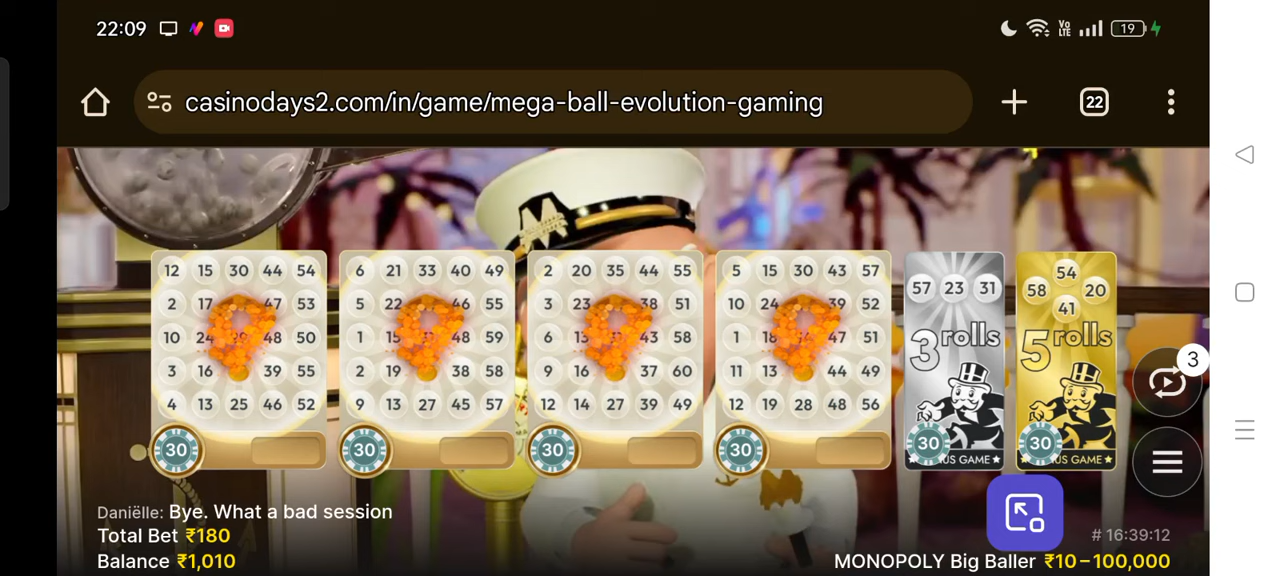 22:09
Vo LTE 19
casinodays2.com/in/game/mega-ball-evolution-gaming
22
12 15 30 44 54
2 17 47 53
10 48 50
3 16 39 55
4 13 25 46 52
30
6 21 33 40 49
5 22 46 55
1 48 59
2 19 38 58
9 13 27 45 57
30
2 20 35 44 55
3 23 38 51
6 43 58
9 16 37 60
12 14 27 39 49
30
5 15 30 43 57
10 24 39 52
1 47 51
11 13 44 49
12 19 28 48 56
30
57 23 31
3 rolls
30
US GAME
54
58 20
41
5 rolls
30
US GAME
3
Daniëlle: Bye. What a bad session
Total Bet ₹180
Balance ₹1,010
# 16:39:12
MONOPOLY Big Baller ₹10–100,000